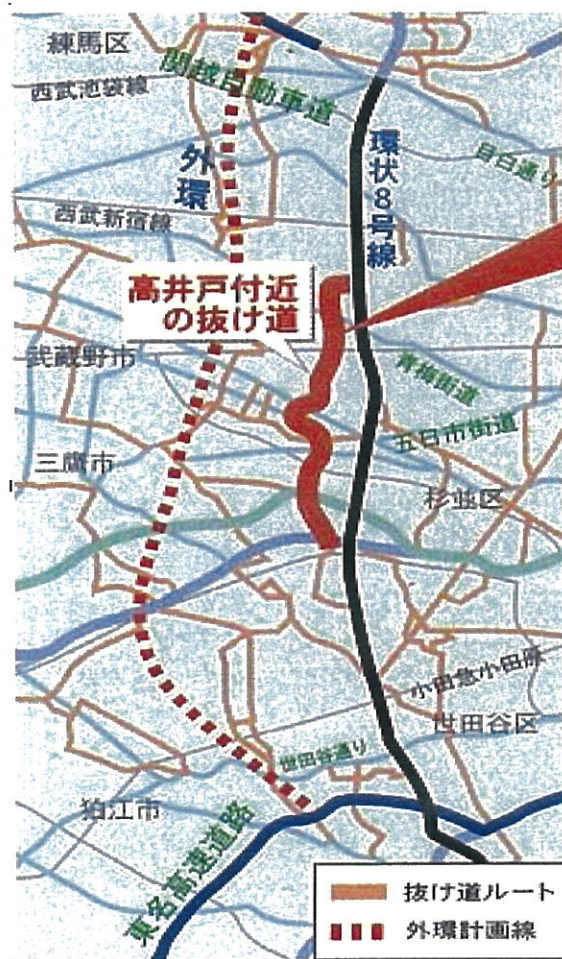 練馬区
関越自動車道
西武池袋線
環状8号線
目白通り
外環
西武新宿線
高井戸付近
の抜け道
武蔵野市
青梅街道
五日市街道
三鷹市
杉並区
小田急小田原
世田谷区
世田谷通り
狛江市
東名高速道路
抜け道ルート
外環計画線